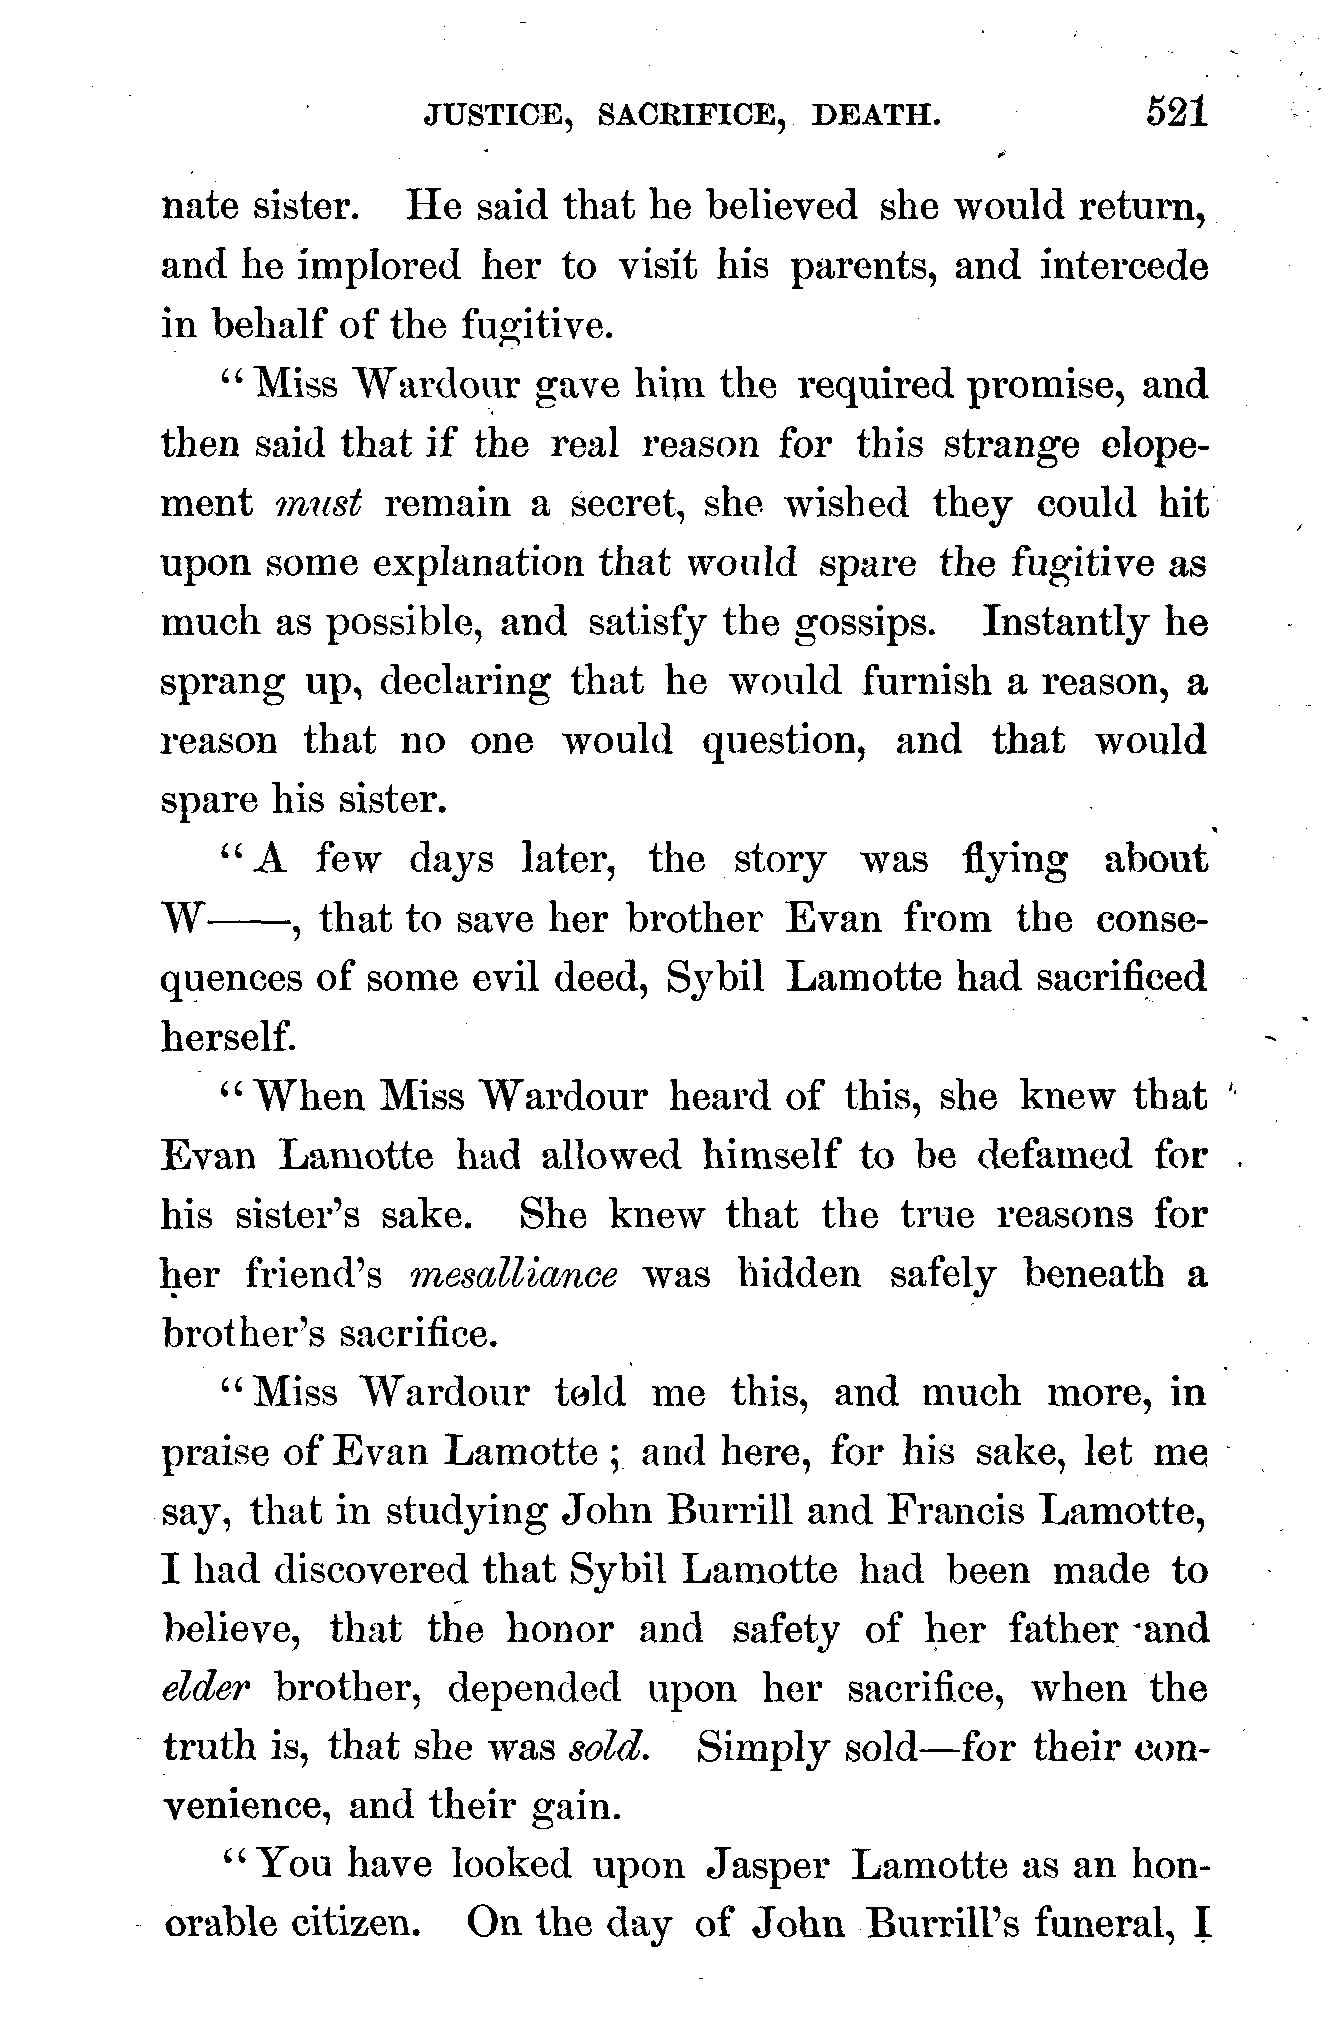 JUSTICE, SACRIFICE, DEATH. 521
nate sister. He said that he believed she would return,
and he implored her to visit his parents, and intercede
in behalf of the fugitive.
“Miss Wardour gave him the required promise, and
then said that if the real reason for this strange elope-
ment must remain a secret, she wished they could hit
upon some explanation that would spare the fugitive as
much as possible, and satisfy the gossips. Instantly he
sprang up, declaring that he would furnish a reason, a
reason that no one would question, and that would
spare his sister.
“A few days later, the story was flying about
W——, that to save her brother Evan from the conse-
quences of some evil deed, Sybil Lamotte had sacrificed
herself.
“When Miss Wardour heard of this, she knew that
Evan Lamotte had allowed himself to be defamed for
his sister’s sake. She knew that the true reasons for
her friend’s mesalliance was hidden safely beneath a
brother’s sacrifice.
“Miss Wardour told me this, and much more, in
praise of Evan Lamotte; and here, for his sake, let me
say, that in studying John Burrill and Francis Lamotte,
I had discovered that Sybil Lamotte had been made to
believe, that the honor and safety of her father and
elder brother, depended upon her sacrifice, when the
truth is, that she was sold. Simply sold—for their con-
venience, and their gain.
“You have looked upon Jasper Lamotte as an hon-
orable citizen. On the day of John Burrill’s funeral, I